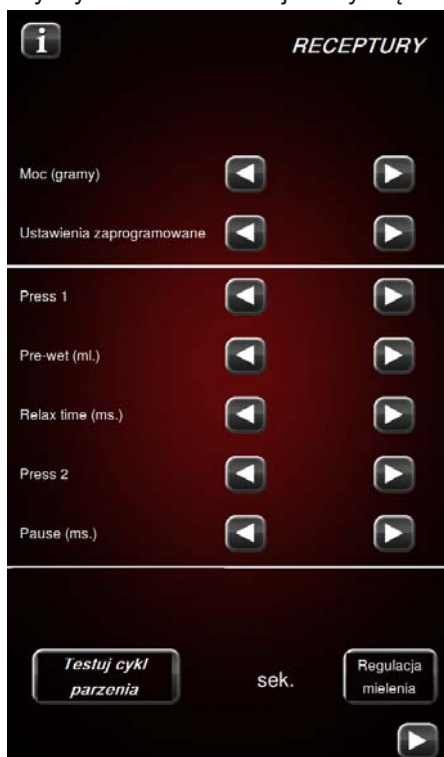 i
RECEPTURY
Moc (gramy)
Ustawienia zaprogramowane
Press 1
Pre-wet (ml.)
Relax time (ms.)
Press 2
Pause (ms.)
Testuj cykl
parzenia
sek.
Regulacja
mielenia